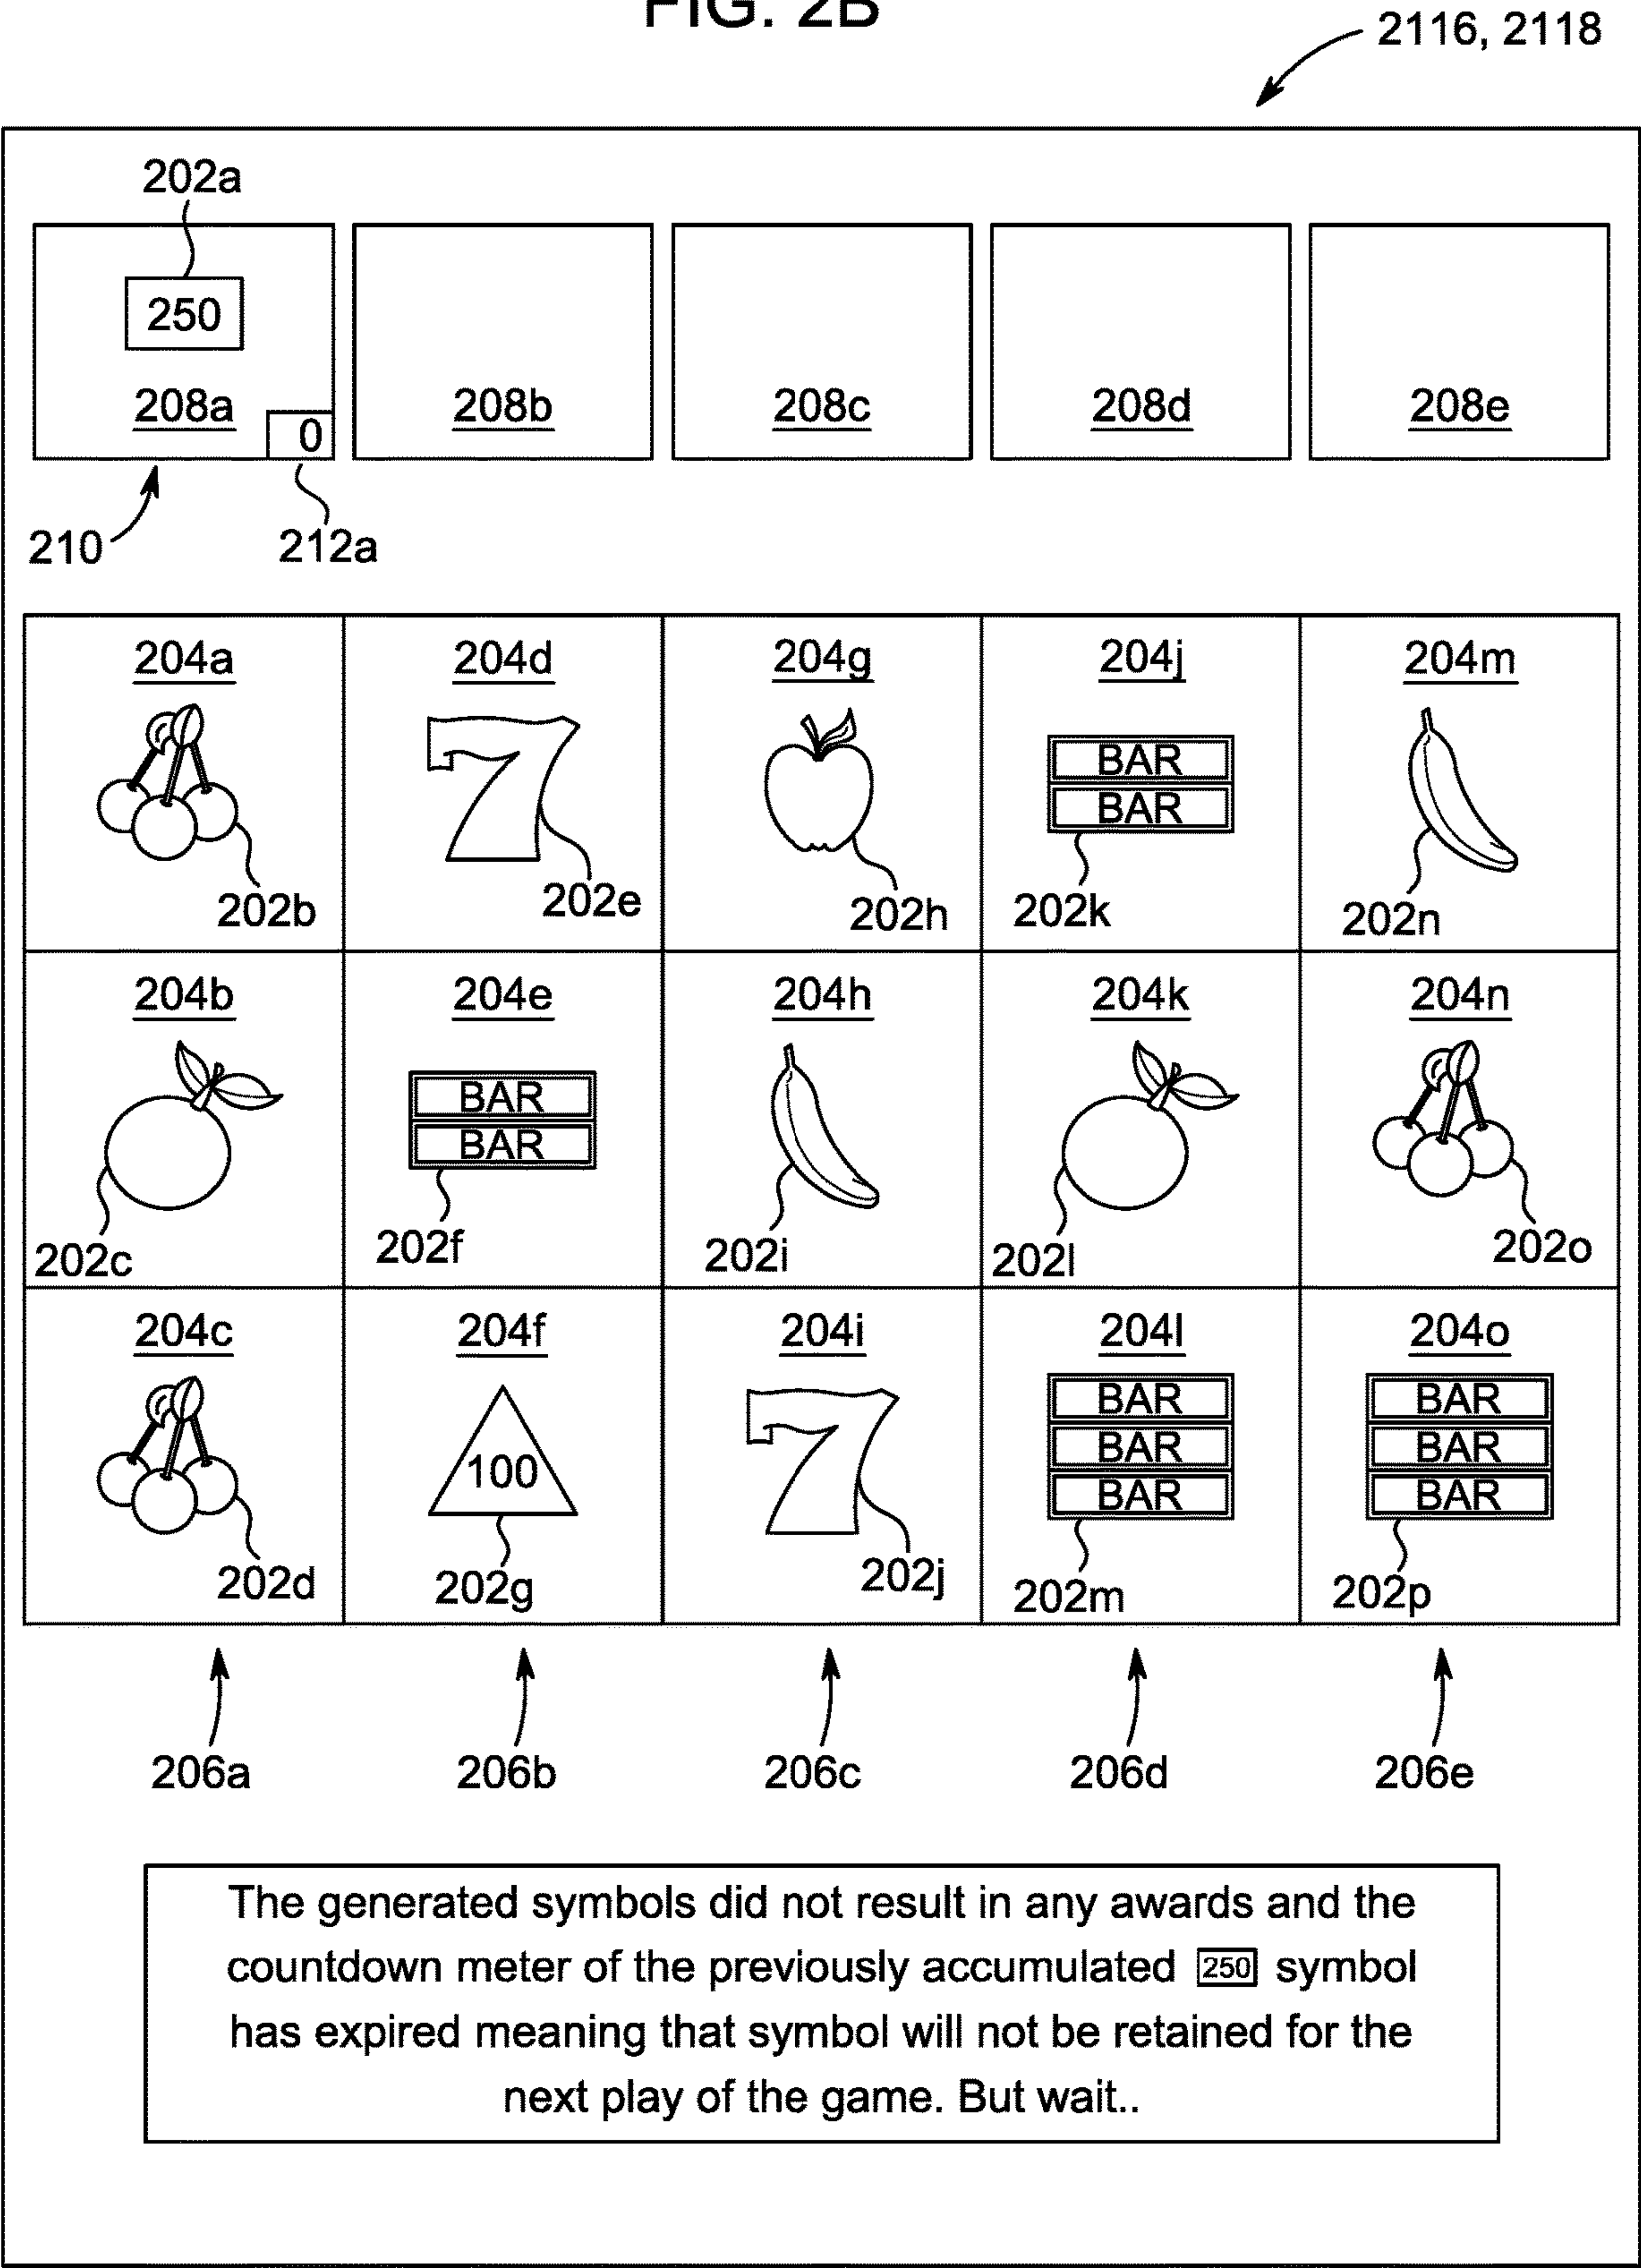 FIG. 2B
2116, 2118
202a
250
208a
0
208b
208c
208d
208e
210
212a
204a
204d
204g
204j
204m
7
BAR
BAR
202b
202e
202h
202k
202n
204b
204e
204h
204k
204n
BAR
BAR
202c
202f
202i
202l
202o
204c
204f
204i
204l
204o
100
7
BAR
BAR
BAR
BAR
BAR
BAR
202d
202g
202j
202m
202p
206a
206b
206c
206d
206e
The generated symbols did not result in any awards and the
countdown meter of the previously accumulated 250 symbol
has expired meaning that symbol will not be retained for the
next play of the game. But wait..